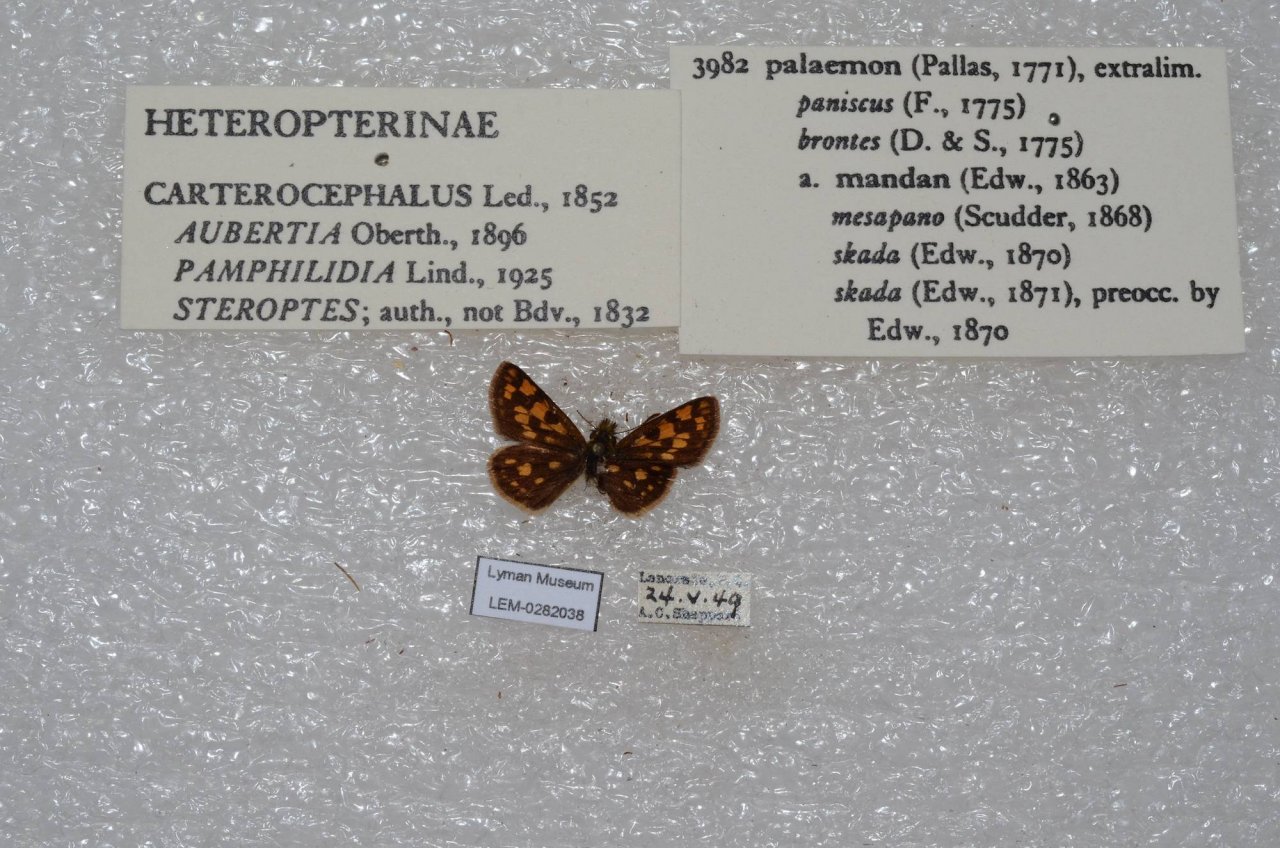 HETEROPTERINAE
CARTEROCEPHALUS Led., 1852
AUBERTIA Oberth., 1896
PAMPHILIDIA Lind., 1925
STEROPTES; auth., not Bdv., 1832
3982 palaemon (Pallas, 1771), extralim.
paniscus (F., 1775)
brontes (D. & S., 1775)
a. mandan (Edw., 1863)
mesapano (Scudder, 1868)
skada (Edw., 1870)
skada (Edw., 1871), preocc. by
Edw., 1870
Lyman Museum
LEM-0282038
24.V.49
A.C.